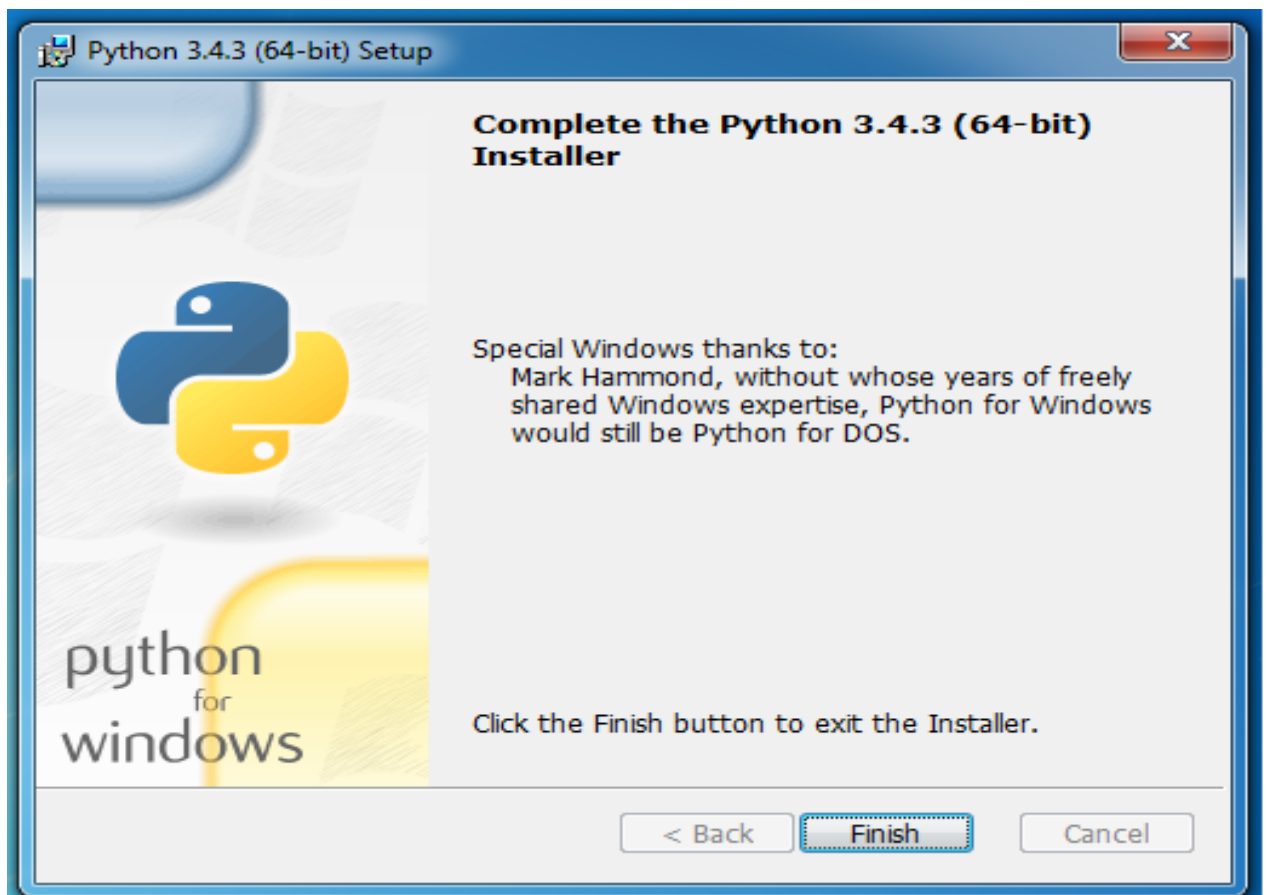 Python 3.4.3 (64-bit) Setup
Complete the Python 3.4.3 (64-bit)
Installer
Special Windows thanks to:
Mark Hammond, without whose years of freely
shared Windows expertise, Python for Windows
would still be Python for DOS.
python
for
windows
Click the Finish button to exit the Installer.
< Back
Finish
Cancel